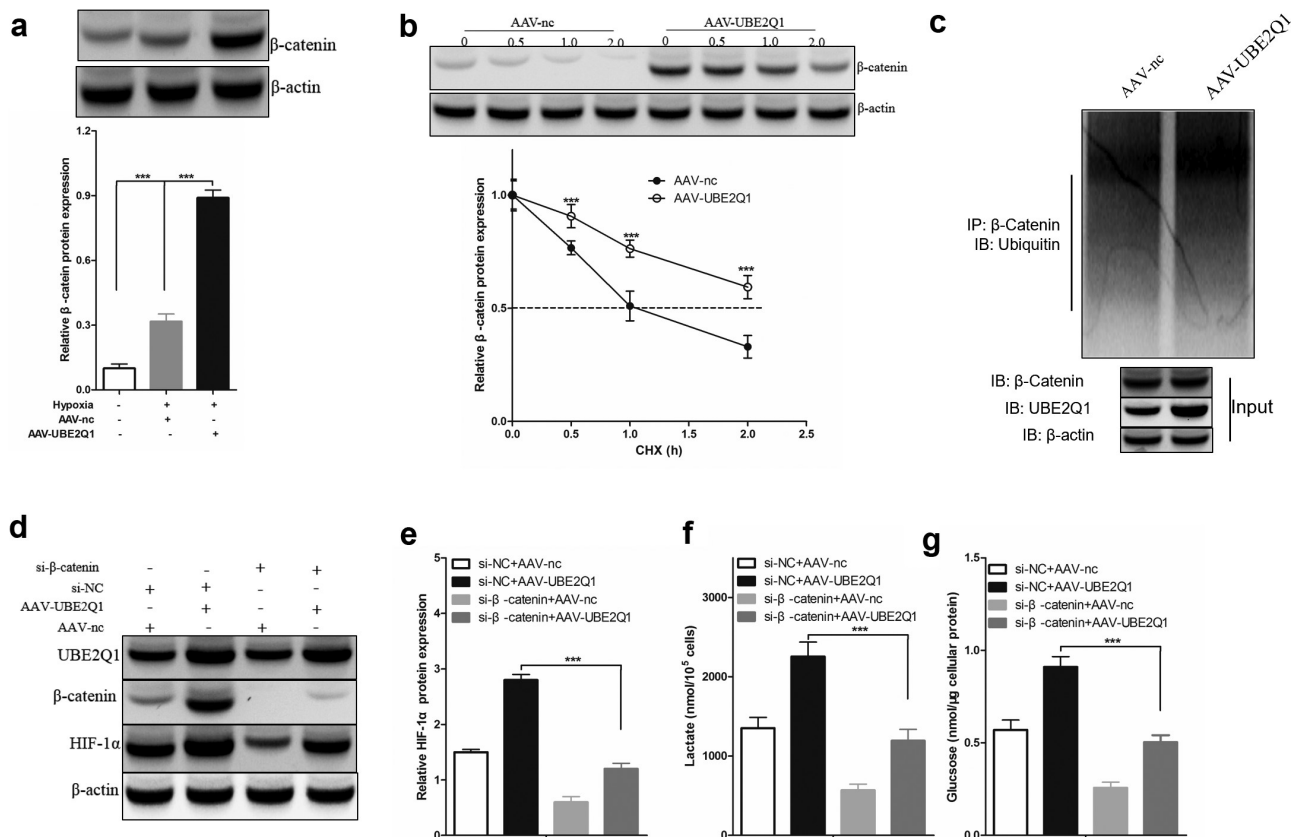 a
β-catenin
β-actin
1.2
0.9
0.6
0.3
0.0
Relative β -catein protein expression
*** ***
Hypoxia - + +
AAV-nc - + -
AAV-UBE2Q1 - - +
b
AAV-nc AAV-UBE2Q1
0 0.5 1.0 2.0 0 0.5 1.0 2.0
β-catenin
β-actin
AAV-nc
AAV-UBE2Q1
1.0
0.5
0.0
Relative β -catein protein expression
***
***
***
0.0 0.5 1.0 1.5 2.0 2.5
CHX (h)
c
AAV-nc
AAV-UBE2Q1
IP: β-Catenin
IB: Ubiquitin
IB: β-Catenin
IB: UBE2Q1
IB: β-actin
Input
d
si-β-catenin - - + +
si-NC + + - -
AAV-UBE2Q1 - + - +
AAV-nc + - + -
UBE2Q1
β-catenin
HIF-1α
β-actin
e
si-NC+AAV-nc
si-NC+AAV-UBE2Q1
si-β -catenin+AAV-nc
si-β -catenin+AAV-UBE2Q1
***
5
4
3
2
1
0
Relative HIF-1α protein expression
f
si-NC+AAV-nc
si-NC+AAV-UBE2Q1
si-β -catenin+AAV-nc
si-β -catenin+AAV-UBE2Q1
***
3000
2000
1000
0
Lactate (nmol/10⁵ cells)
g
si-NC+AAV-nc
si-NC+AAV-UBE2Q1
si-β -catenin+AAV-nc
si-β -catenin+AAV-UBE2Q1
***
1.5
1.0
0.5
0.0
Glucsose (nmol/µg cellular protein)